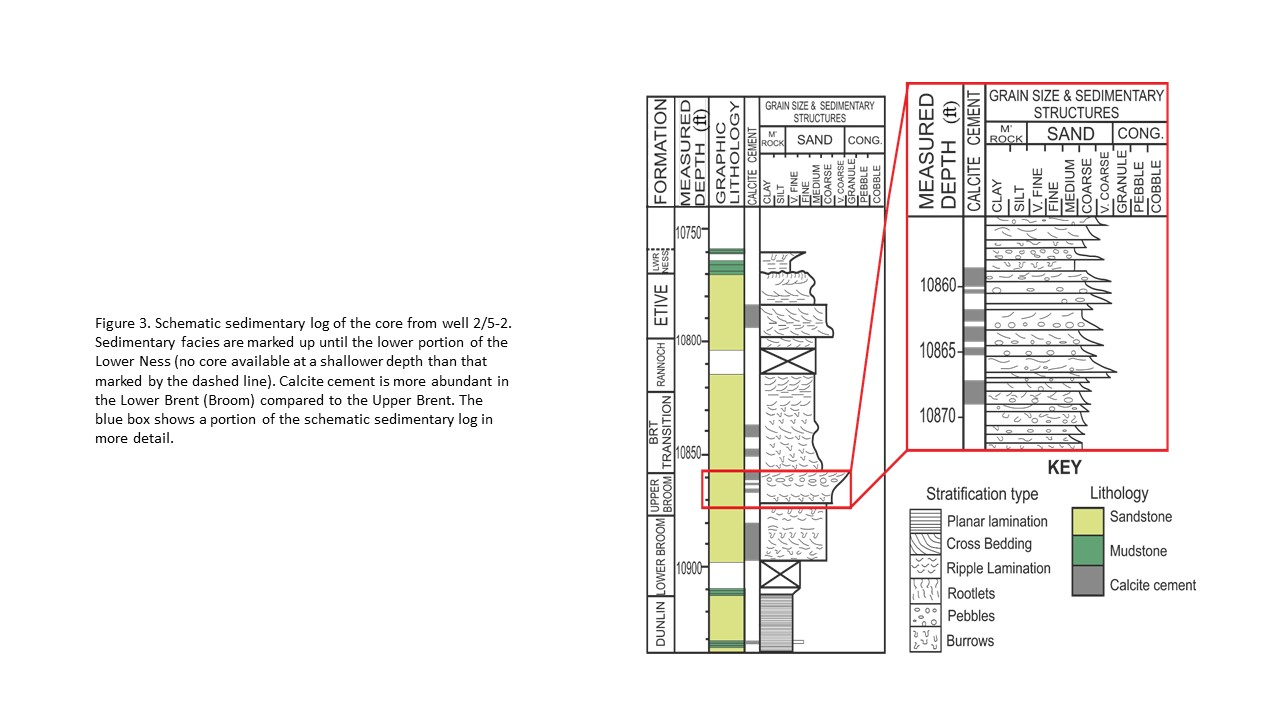 Figure 3. Schematic sedimentary log of the core from well 2/5-2.
Sedimentary facies are marked up until the lower portion of the
Lower Ness (no core available at a shallower depth than that
marked by the dashed line). Calcite cement is more abundant in
the Lower Brent (Broom) compared to the Upper Brent. The
blue box shows a portion of the schematic sedimentary log in
more detail.
FORMATION
MEASURED
DEPTH (ft)
GRAPHIC
LITHOLOGY
CALCITE CEMENT
GRAIN SIZE & SEDIMENTARY
STRUCTURES
M'
ROCK
SAND
CONG.
CLAY
SILT
V. FINE
FINE
MEDIUM
COARSE
V. COARSE
GRANULE
PEBBLE
COBBLE
10750
10800
10850
10900
LWR
NESS
ETIVE
RANNOCH
BRT
TRANSITION
UPPER
BROOM
LOWER BROOM
DUNLIN
MEASURED
DEPTH (ft)
CALCITE CEMENT
GRAIN SIZE & SEDIMENTARY
STRUCTURES
M'
ROCK
SAND
CONG.
CLAY
SILT
V. FINE
FINE
MEDIUM
COARSE
V. COARSE
GRANULE
PEBBLE
COBBLE
10860
10865
10870
KEY
Stratification type
Planar lamination
Cross Bedding
Ripple Lamination
Rootlets
Pebbles
Burrows
Lithology
Sandstone
Mudstone
Calcite cement